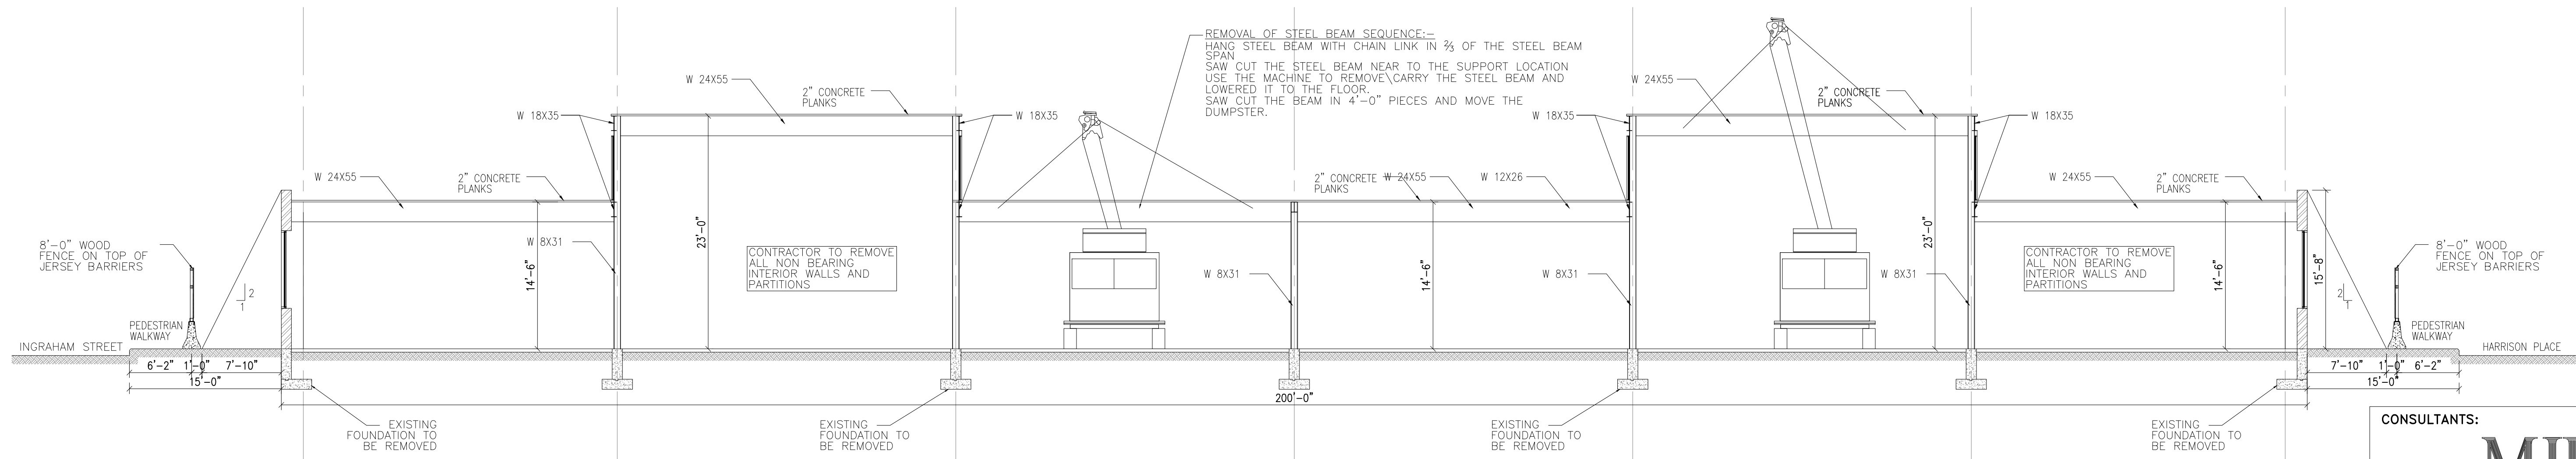 REMOVAL OF STEEL BEAM SEQUENCE:-
HANG STEEL BEAM WITH CHAIN LINK IN ⅔ OF THE STEEL BEAM
SPAN
SAW CUT THE STEEL BEAM NEAR TO THE SUPPORT LOCATION
USE THE MACHINE TO REMOVE\CARRY THE STEEL BEAM AND
LOWERED IT TO THE FLOOR.
SAW CUT THE BEAM IN 4'-0" PIECES AND MOVE THE
DUMPSTER.
W 24X55
2" CONCRETE
PLANKS
W 24X55
2" CONCRETE
PLANKS
W 18X35
W 18X35
W 18X35
W 18X35
W 24X55
2" CONCRETE
PLANKS
2" CONCRETE
PLANKS
W 24X55
W 12X26
W 24X55
2" CONCRETE
PLANKS
8'-0" WOOD
FENCE ON TOP OF
JERSEY BARRIERS
W 8X31
14'-6"
23'-0"
CONTRACTOR TO REMOVE
ALL NON BEARING
INTERIOR WALLS AND
PARTITIONS
W 8X31
14'-6"
W 8X31
23'-0"
W 8X31
CONTRACTOR TO REMOVE
ALL NON BEARING
INTERIOR WALLS AND
PARTITIONS
14'-6"
15'-8"
8'-0" WOOD
FENCE ON TOP OF
JERSEY BARRIERS
2
1
2
1
PEDESTRIAN
WALKWAY
PEDESTRIAN
WALKWAY
INGRAHAM STREET
HARRISON PLACE
6'-2"
1'-0"
7'-10"
15'-0"
7'-10"
1'-0"
6'-2"
15'-0"
200'-0"
EXISTING
FOUNDATION TO
BE REMOVED
EXISTING
FOUNDATION TO
BE REMOVED
EXISTING
FOUNDATION TO
BE REMOVED
EXISTING
FOUNDATION TO
BE REMOVED
CONSULTANTS: